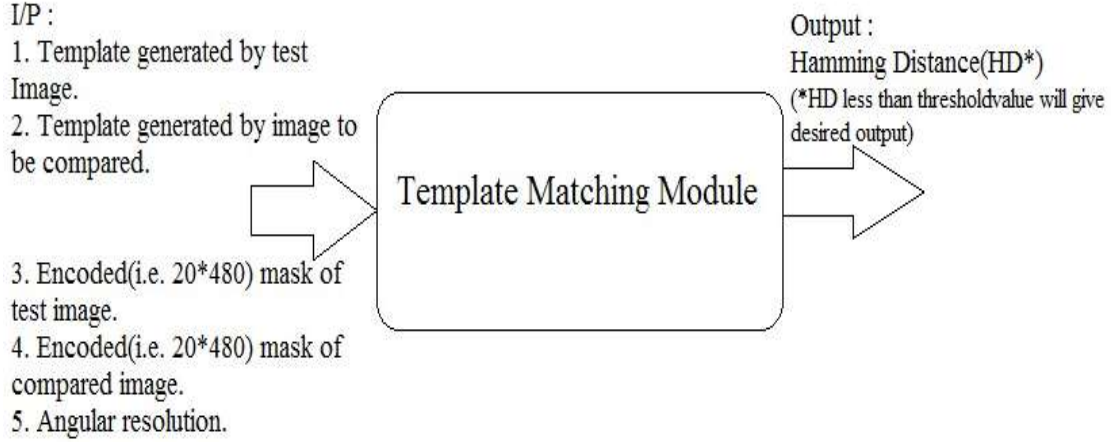 I/P :
1. Template generated by test
Image.
2. Template generated by image to
be compared.
3. Encoded(i.e. 20*480) mask of
test image.
4. Encoded(i.e. 20*480) mask of
compared image.
5. Angular resolution.
Template Matching Module
Output :
Hamming Distance(HD*)
(*HD less than thresholdvalue will give
desired output)